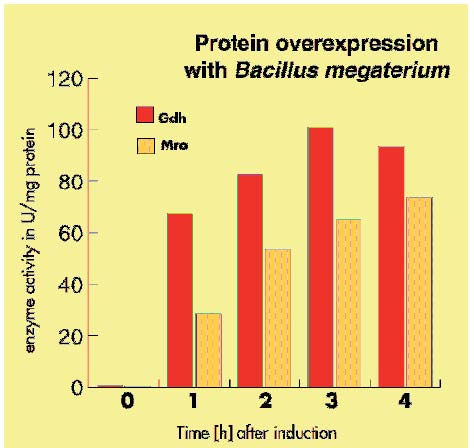 Protein overexpression
with Bacillus megaterium
120
100
80
60
40
20
0
enzyme activity in U/mg protein
Gdh
Mro
0 1 2 3 4
Time [h] after induction